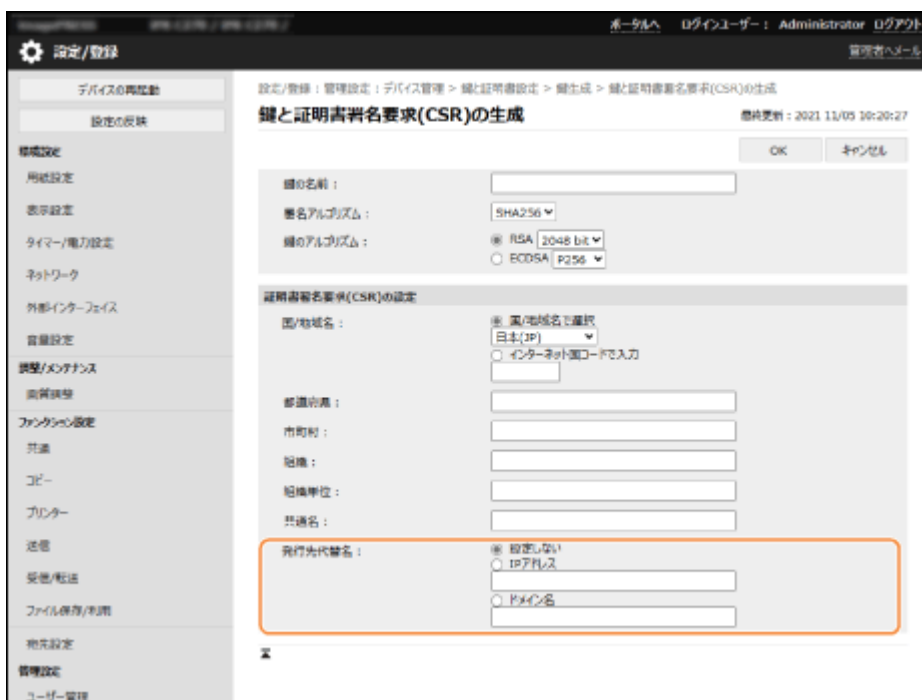 ポータルへ ログインユーザー： Administrator ログアウト
設定/登録
管理者へメール
デバイスの再起動
設定の反映
環境設定
用紙設定
表示設定
タイマー/電力設定
ネットワーク
外部インターフェイス
音量設定
調整/メンテナンス
画質調整
ファンクション設定
共通
コピー
プリンター
送信
受信/転送
ファイル保存/利用
宛先設定
管理設定
ユーザー管理
設定/登録 : 管理設定 : デバイス管理 > 鍵と証明書設定 > 鍵生成 > 鍵と証明書署名要求(CSR)の生成
鍵と証明書署名要求(CSR)の生成
最終更新 : 2021 11/05 10:20:27
OK キャンセル
鍵の名前 :
署名アルゴリズム : SHA256
鍵のアルゴリズム : RSA 2048 bit
ECDSA P256
証明書署名要求(CSR)の設定
国/地域名 : 国/地域名で選択
日本(JP)
インターネット国コードで入力
都道府県 :
市町村 :
組織 :
組織単位 :
共通名 :
発行先代替名 : 設定しない
IPアドレス
ドメイン名